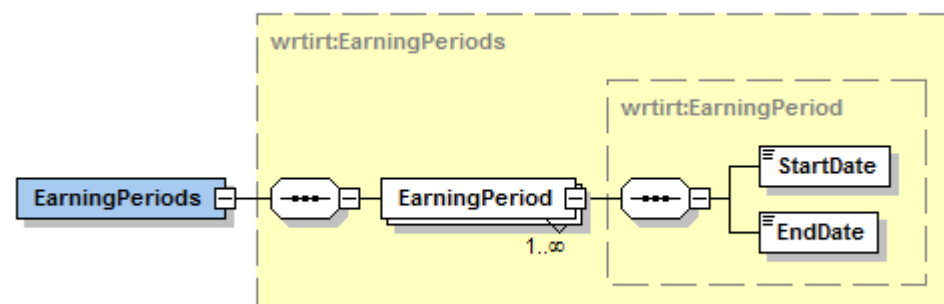 wrtirt:EarningPeriods
wrtirt:EarningPeriod
StartDate
EarningPeriods
EarningPeriod
EndDate
1..∞